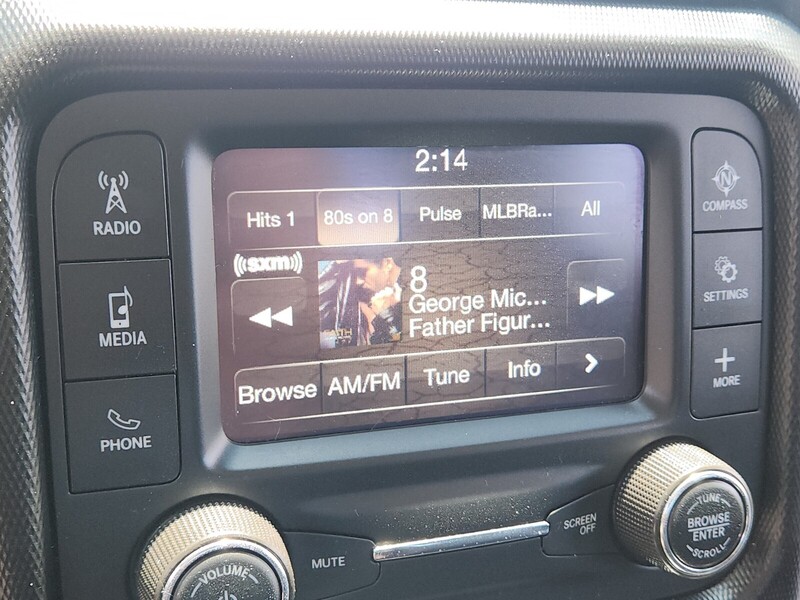 2:14
Hits 1
80s on 8
Pulse
MLBRa...
All
((sxm))
8
George Mic...
Father Figur...
Browse
AM/FM
Tune
Info
RADIO
MEDIA
PHONE
N
COMPASS
SETTINGS
MORE
VOLUME
MUTE
SCREEN
OFF
TUNE
BROWSE
ENTER
SCROLL